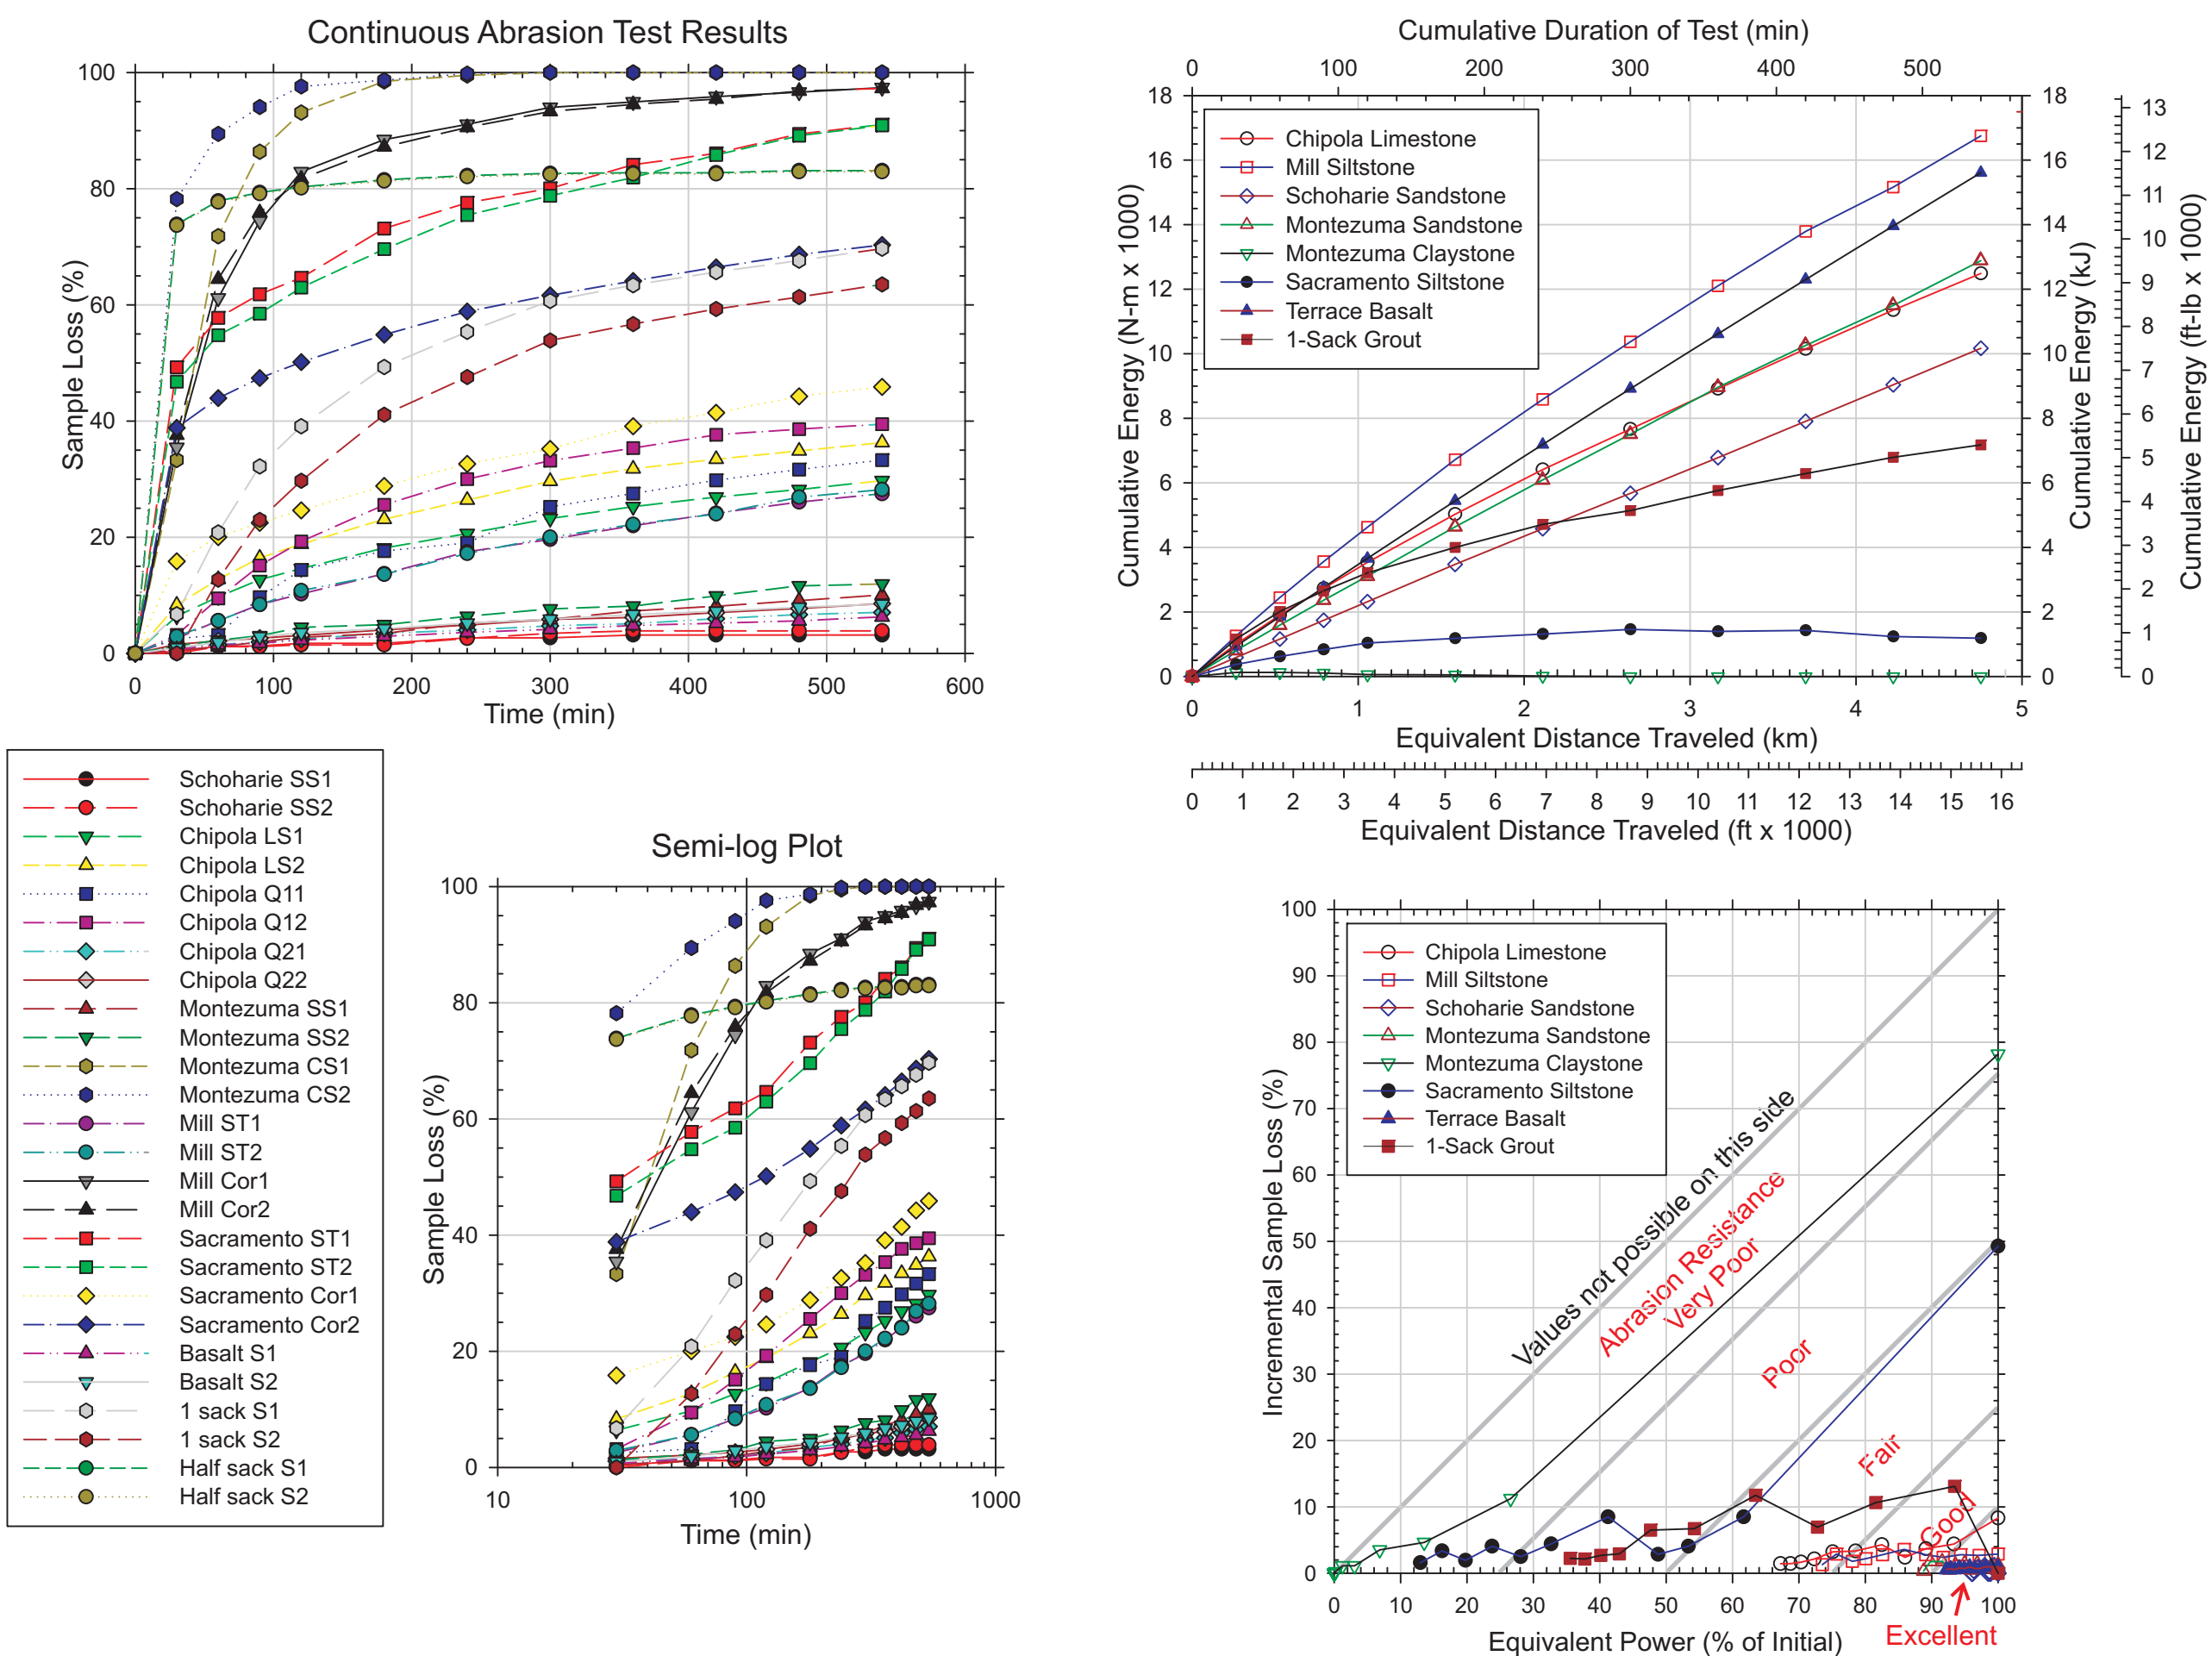 Continuous Abrasion Test Results
100
80
60
40
20
0
Sample Loss (%)
0 100 200 300 400 500 600
Time (min)
Schoharie SS1
Schoharie SS2
Chipola LS1
Chipola LS2
Chipola Q11
Chipola Q12
Chipola Q21
Chipola Q22
Montezuma SS1
Montezuma SS2
Montezuma CS1
Montezuma CS2
Mill ST1
Mill ST2
Mill Cor1
Mill Cor2
Sacramento ST1
Sacramento ST2
Sacramento Cor1
Sacramento Cor2
Basalt S1
Basalt S2
1 sack S1
1 sack S2
Half sack S1
Half sack S2
Semi-log Plot
100
80
60
40
20
0
Sample Loss (%)
10 100 1000
Time (min)
Cumulative Duration of Test (min)
0 100 200 300 400 500
18
16
14
12
10
8
6
4
2
0
Cumulative Energy (N-m x 1000)
Chipola Limestone
Mill Siltstone
Schoharie Sandstone
Montezuma Sandstone
Montezuma Claystone
Sacramento Siltstone
Terrace Basalt
1-Sack Grout
18
16
14
12
10
8
6
4
2
0
Cumulative Energy (kJ)
13
12
11
10
9
8
7
6
5
4
3
2
1
0
Cumulative Energy (ft-lb x 1000)
0 1 2 3 4 5
Equivalent Distance Traveled (km)
0 1 2 3 4 5 6 7 8 9 10 11 12 13 14 15 16
Equivalent Distance Traveled (ft x 1000)
100
90
80
70
60
50
40
30
20
10
0
Incremental Sample Loss (%)
Chipola Limestone
Mill Siltstone
Schoharie Sandstone
Montezuma Sandstone
Montezuma Claystone
Sacramento Siltstone
Terrace Basalt
1-Sack Grout
Values not possible on this side
Abrasion Resistance
Very Poor
Poor
Fair
Good
0 10 20 30 40 50 60 70 80 90 100
Equivalent Power (% of Initial)
Excellent